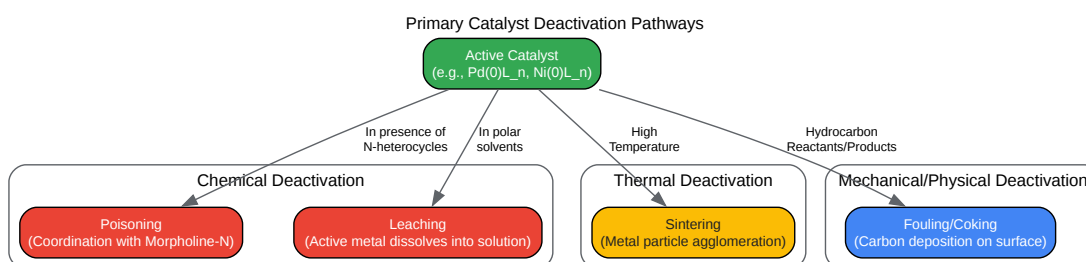 Primary Catalyst Deactivation Pathways
Active Catalyst
(e.g., Pd(0)L_n, Ni(0)L_n)
In presence of
N-heterocycles
In polar
solvents
High
Temperature
Hydrocarbon
Reactants/Products
Chemical Deactivation
Thermal Deactivation
Mechanical/Physical Deactivation
Poisoning
(Coordination with Morpholine-N)
Leaching
(Active metal dissolves into solution)
Sintering
(Metal particle agglomeration)
Fouling/Coking
(Carbon deposition on surface)